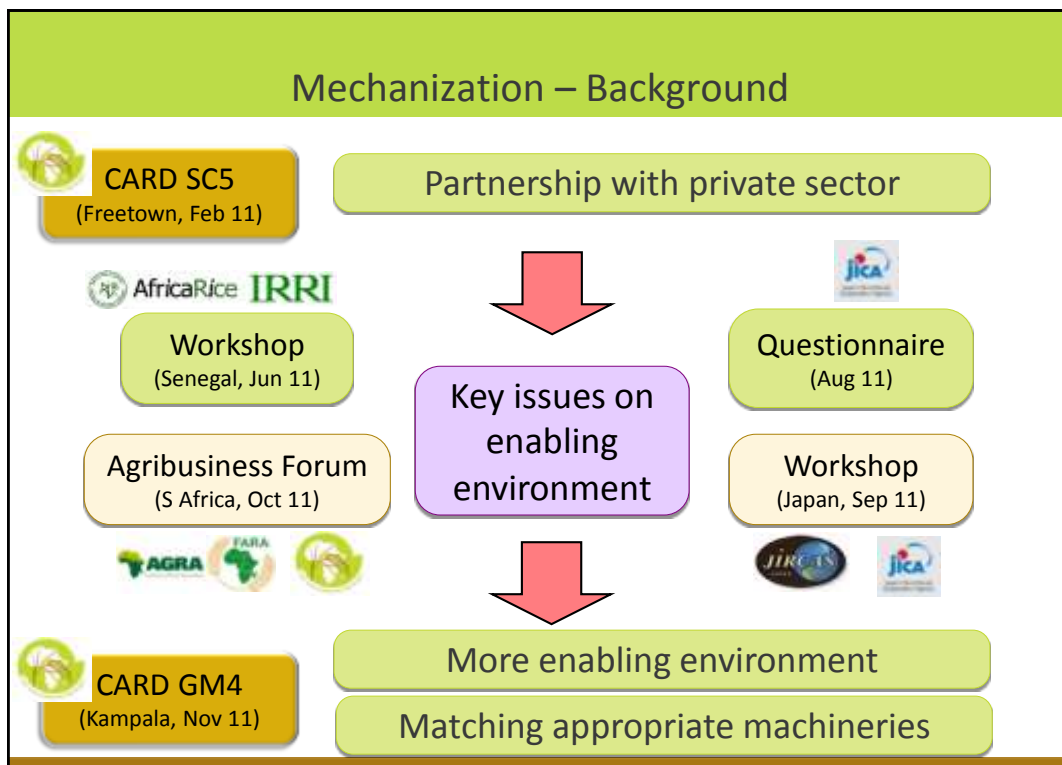 Mechanization – Background
CARD SC5
(Freetown, Feb 11)
Partnership with private sector
AfricaRice IRRI
jica
Workshop
(Senegal, Jun 11)
Questionnaire
(Aug 11)
Key issues on
enabling
environment
Agribusiness Forum
(S Africa, Oct 11)
Workshop
(Japan, Sep 11)
AGRA
FARA
JIRCAS
jica
CARD GM4
(Kampala, Nov 11)
More enabling environment
Matching appropriate machineries